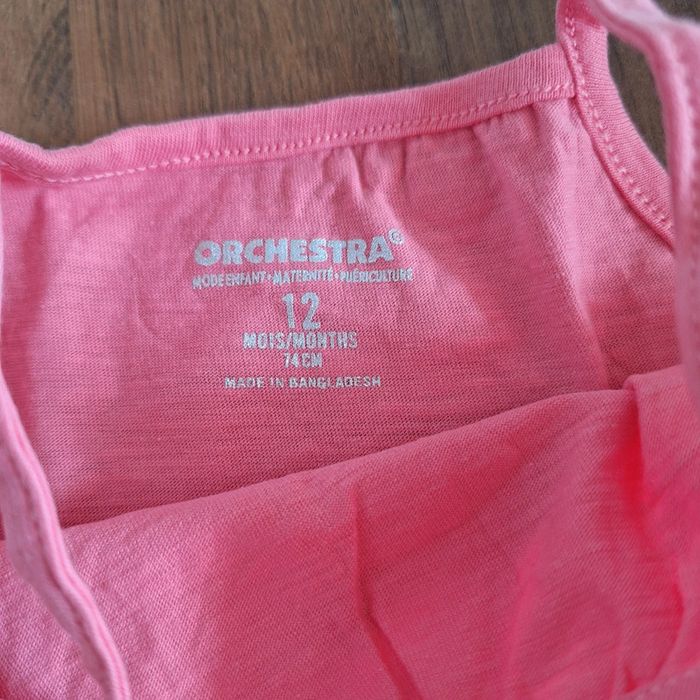 ORCHESTRA®
MODE ENFANT • MATERNITÉ • PUÉRICULTURE
12
MOIS/MONTHS
74 CM
MADE IN BANGLADESH